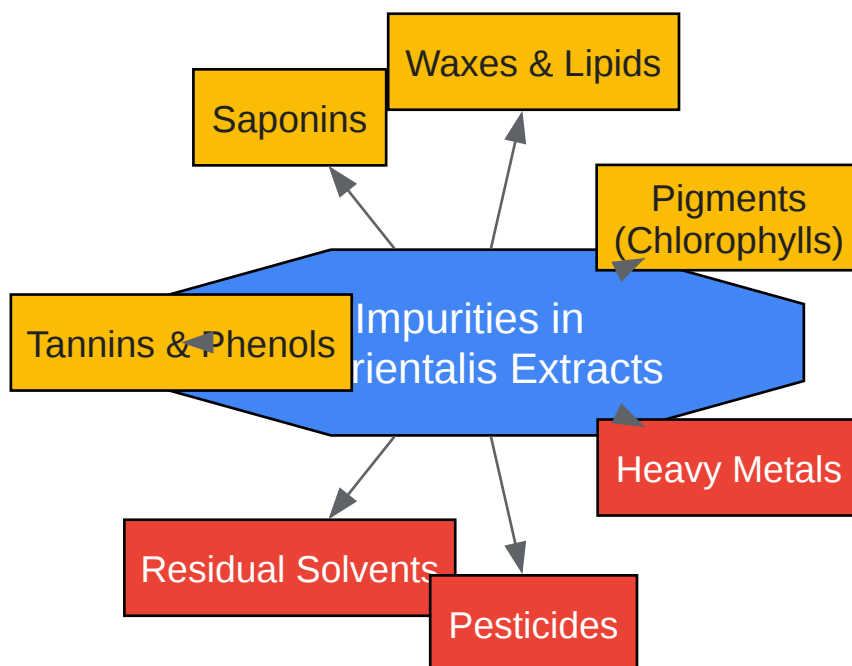 Waxes & Lipids
Saponins
Pigments
(Chlorophylls)
Impurities in
Tannins & Phenols
rientalis Extracts
Heavy Metals
Residual Solvents
Pesticides